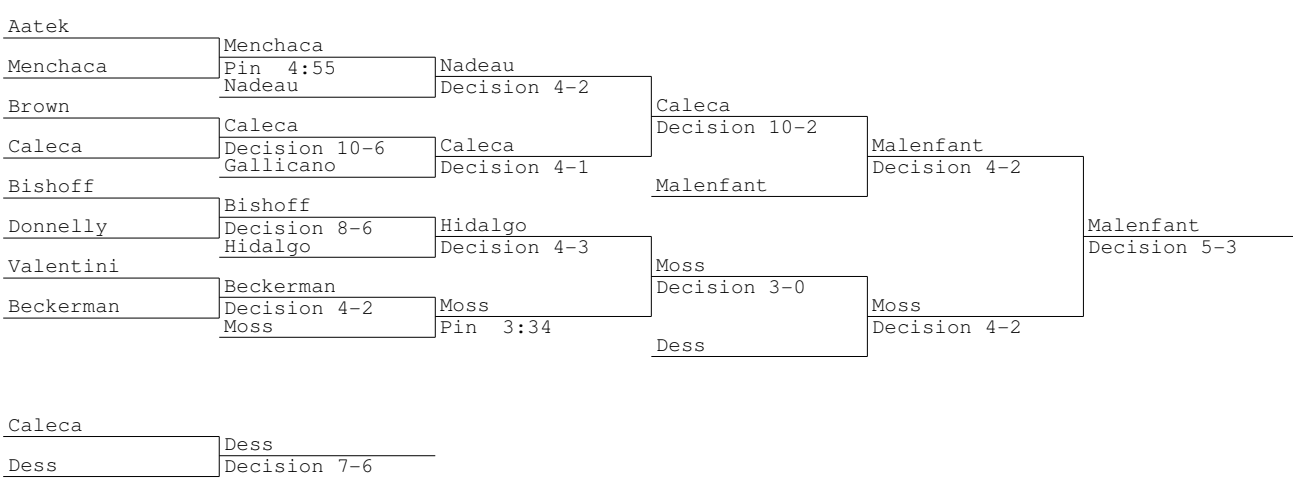 Aatek
Menchaca
Menchaca
Pin 4:55
Nadeau
Nadeau
Decision 4-2
Brown
Caleca
Decision 10-2
Caleca
Caleca
Decision 10-6
Gallicano
Caleca
Decision 4-1
Malenfant
Decision 4-2
Bishoff
Malenfant
Bishoff
Donnelly
Decision 8-6
Hidalgo
Hidalgo
Decision 4-3
Malenfant
Decision 5-3
Valentini
Moss
Decision 3-0
Beckerman
Beckerman
Decision 4-2
Moss
Moss
Pin 3:34
Moss
Decision 4-2
Dess
Caleca
Dess
Dess
Decision 7-6